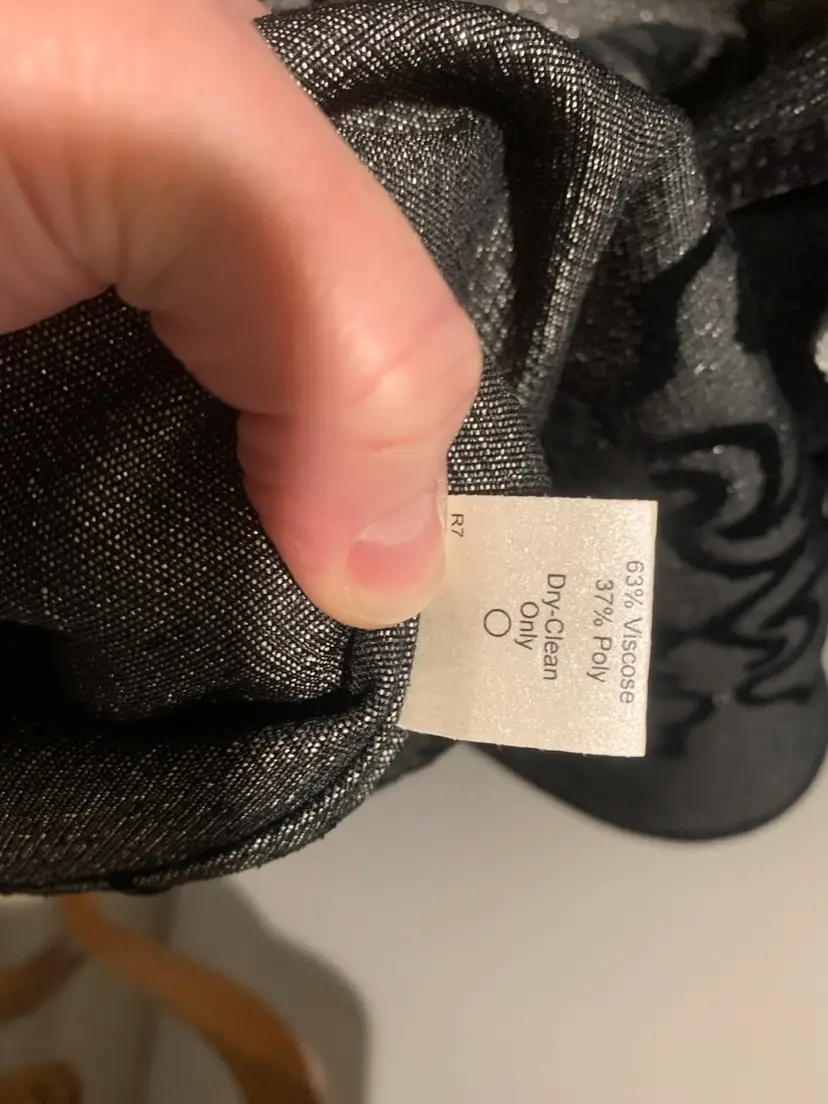 63% Viscose
37% Poly
Dry-Clean
Only
R7